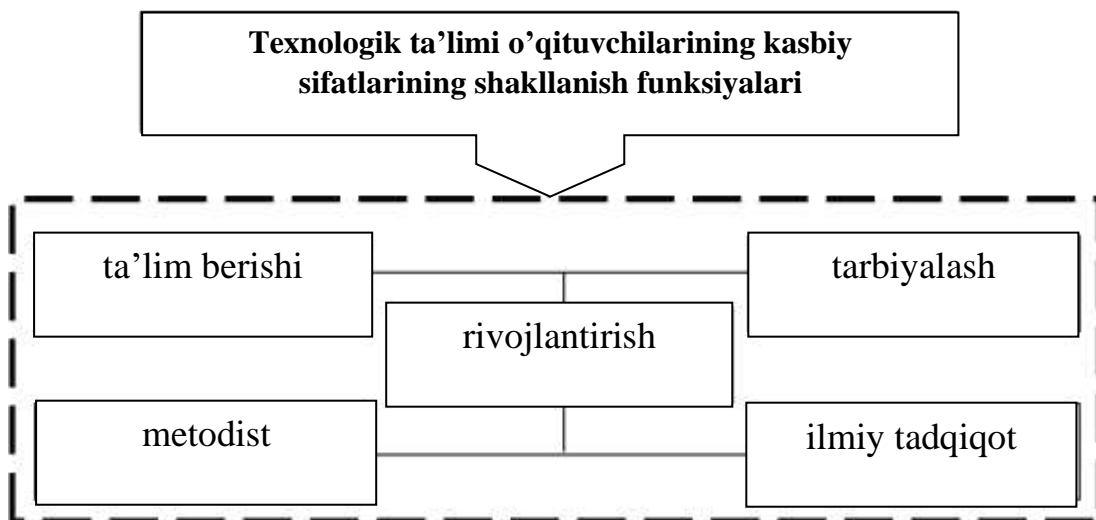 Texnologik ta’limi o’qituvchilarining kasbiy
sifatlarining shakllanish funksiyalari
ta’lim berishi
tarbiyalash
rivojlantirish
metodist
ilmiy tadqiqot